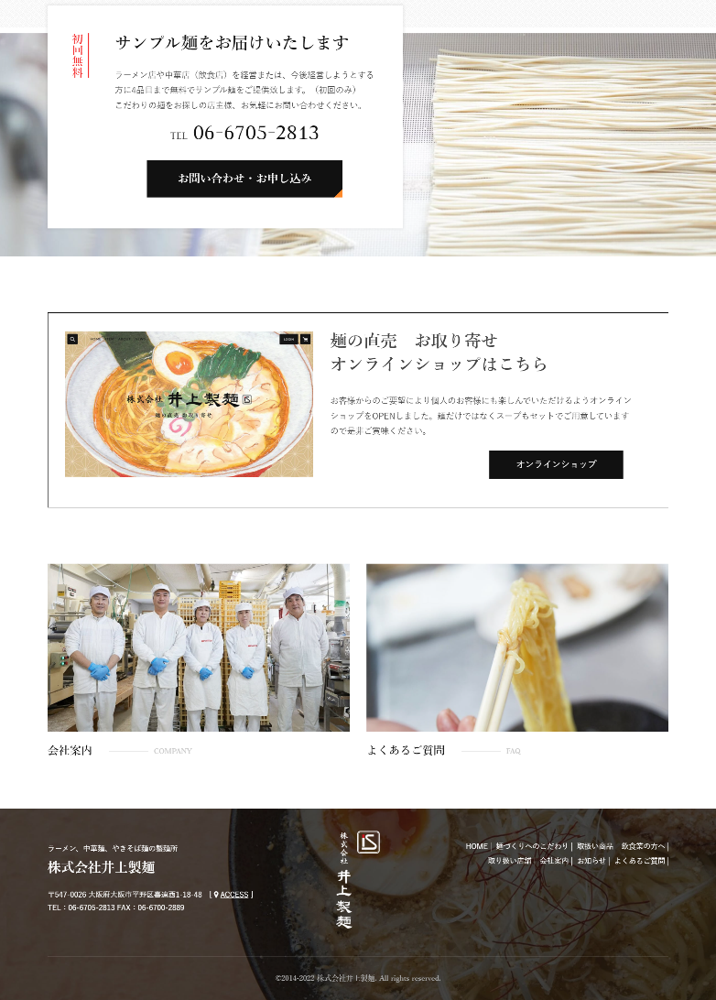 初回無料
サンプル麺をお届けいたします
ラーメン店や中華店（飲食店）を経営または、今後経営しようとする
方に4品目まで無料でサンプル麺をご提供致します。（初回のみ）
こだわりの麺をお探しの店主様、お気軽にお問い合わせください。
TEL 06-6705-2813
お問い合わせ・お申し込み
LOGIN
株式会社 井上製麺
麺の直売 お取り寄せ
麺の直売　お取り寄せ
オンラインショップはこちら
お客様からのご要望により個人のお客様にも楽しんでいただけるようオンライン
ショップをOPENしました。麺だけではなくスープもセットでご用意しています
ので是非ご賞味ください。
オンラインショップ
会社案内 COMPANY
よくあるご質問 FAQ
ラーメン、中華麺、やきそば麺の製麺所
株式会社井上製麺
〒547-0026 大阪府大阪市平野区喜連西1-18-48 [ ACCESS ]
TEL：06-6705-2813 FAX：06-6700-2889
株式会社
井上製麺
HOME | 麺づくりへのこだわり | 取扱い商品 | 飲食業の方へ |
取り扱い店舗 | 会社案内 | お知らせ | よくあるご質問 |
©2014-2022 株式会社井上製麺. All rights reserved.